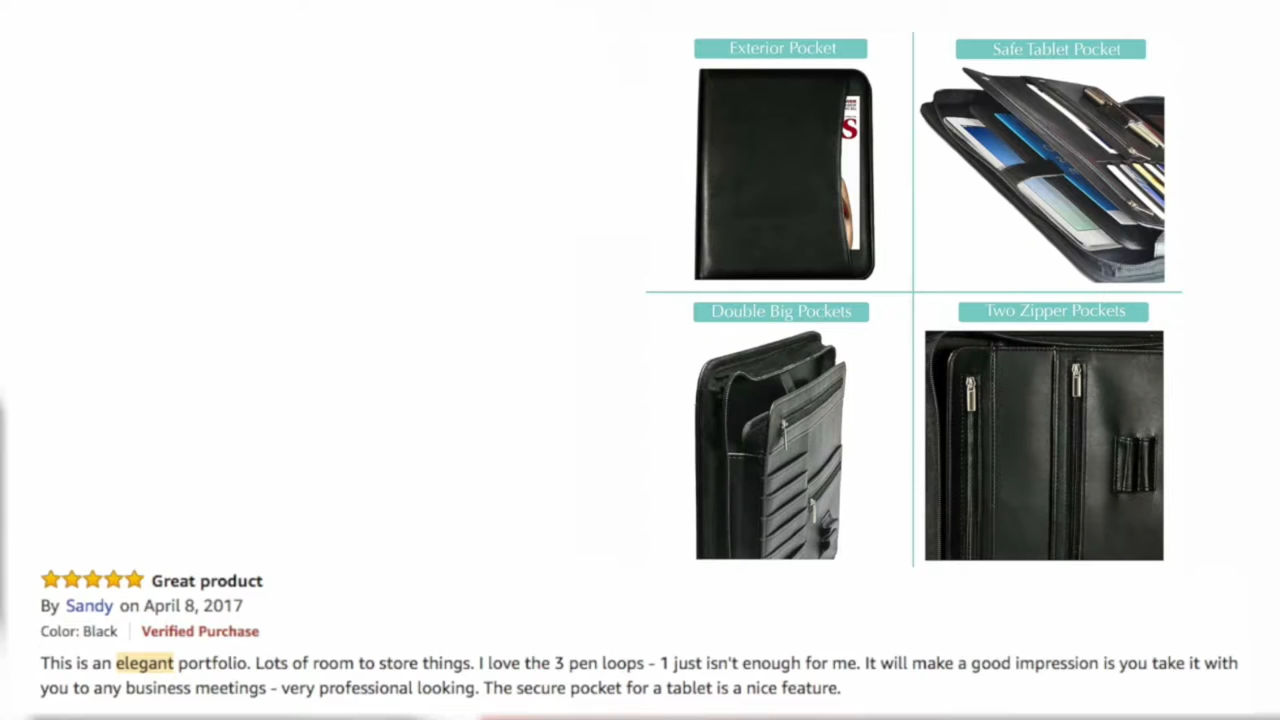 Exterior Pocket
Safe Tablet Pocket
S
Double Big Pockets
Two Zipper Pockets
Great product
By Sandy on April 8, 2017
Color: Black Verified Purchase
This is an elegant portfolio. Lots of room to store things. I love the 3 pen loops - 1 just isn't enough for me. It will make a good impression is you take it with
you to any business meetings - very professional looking. The secure pocket for a tablet is a nice feature.